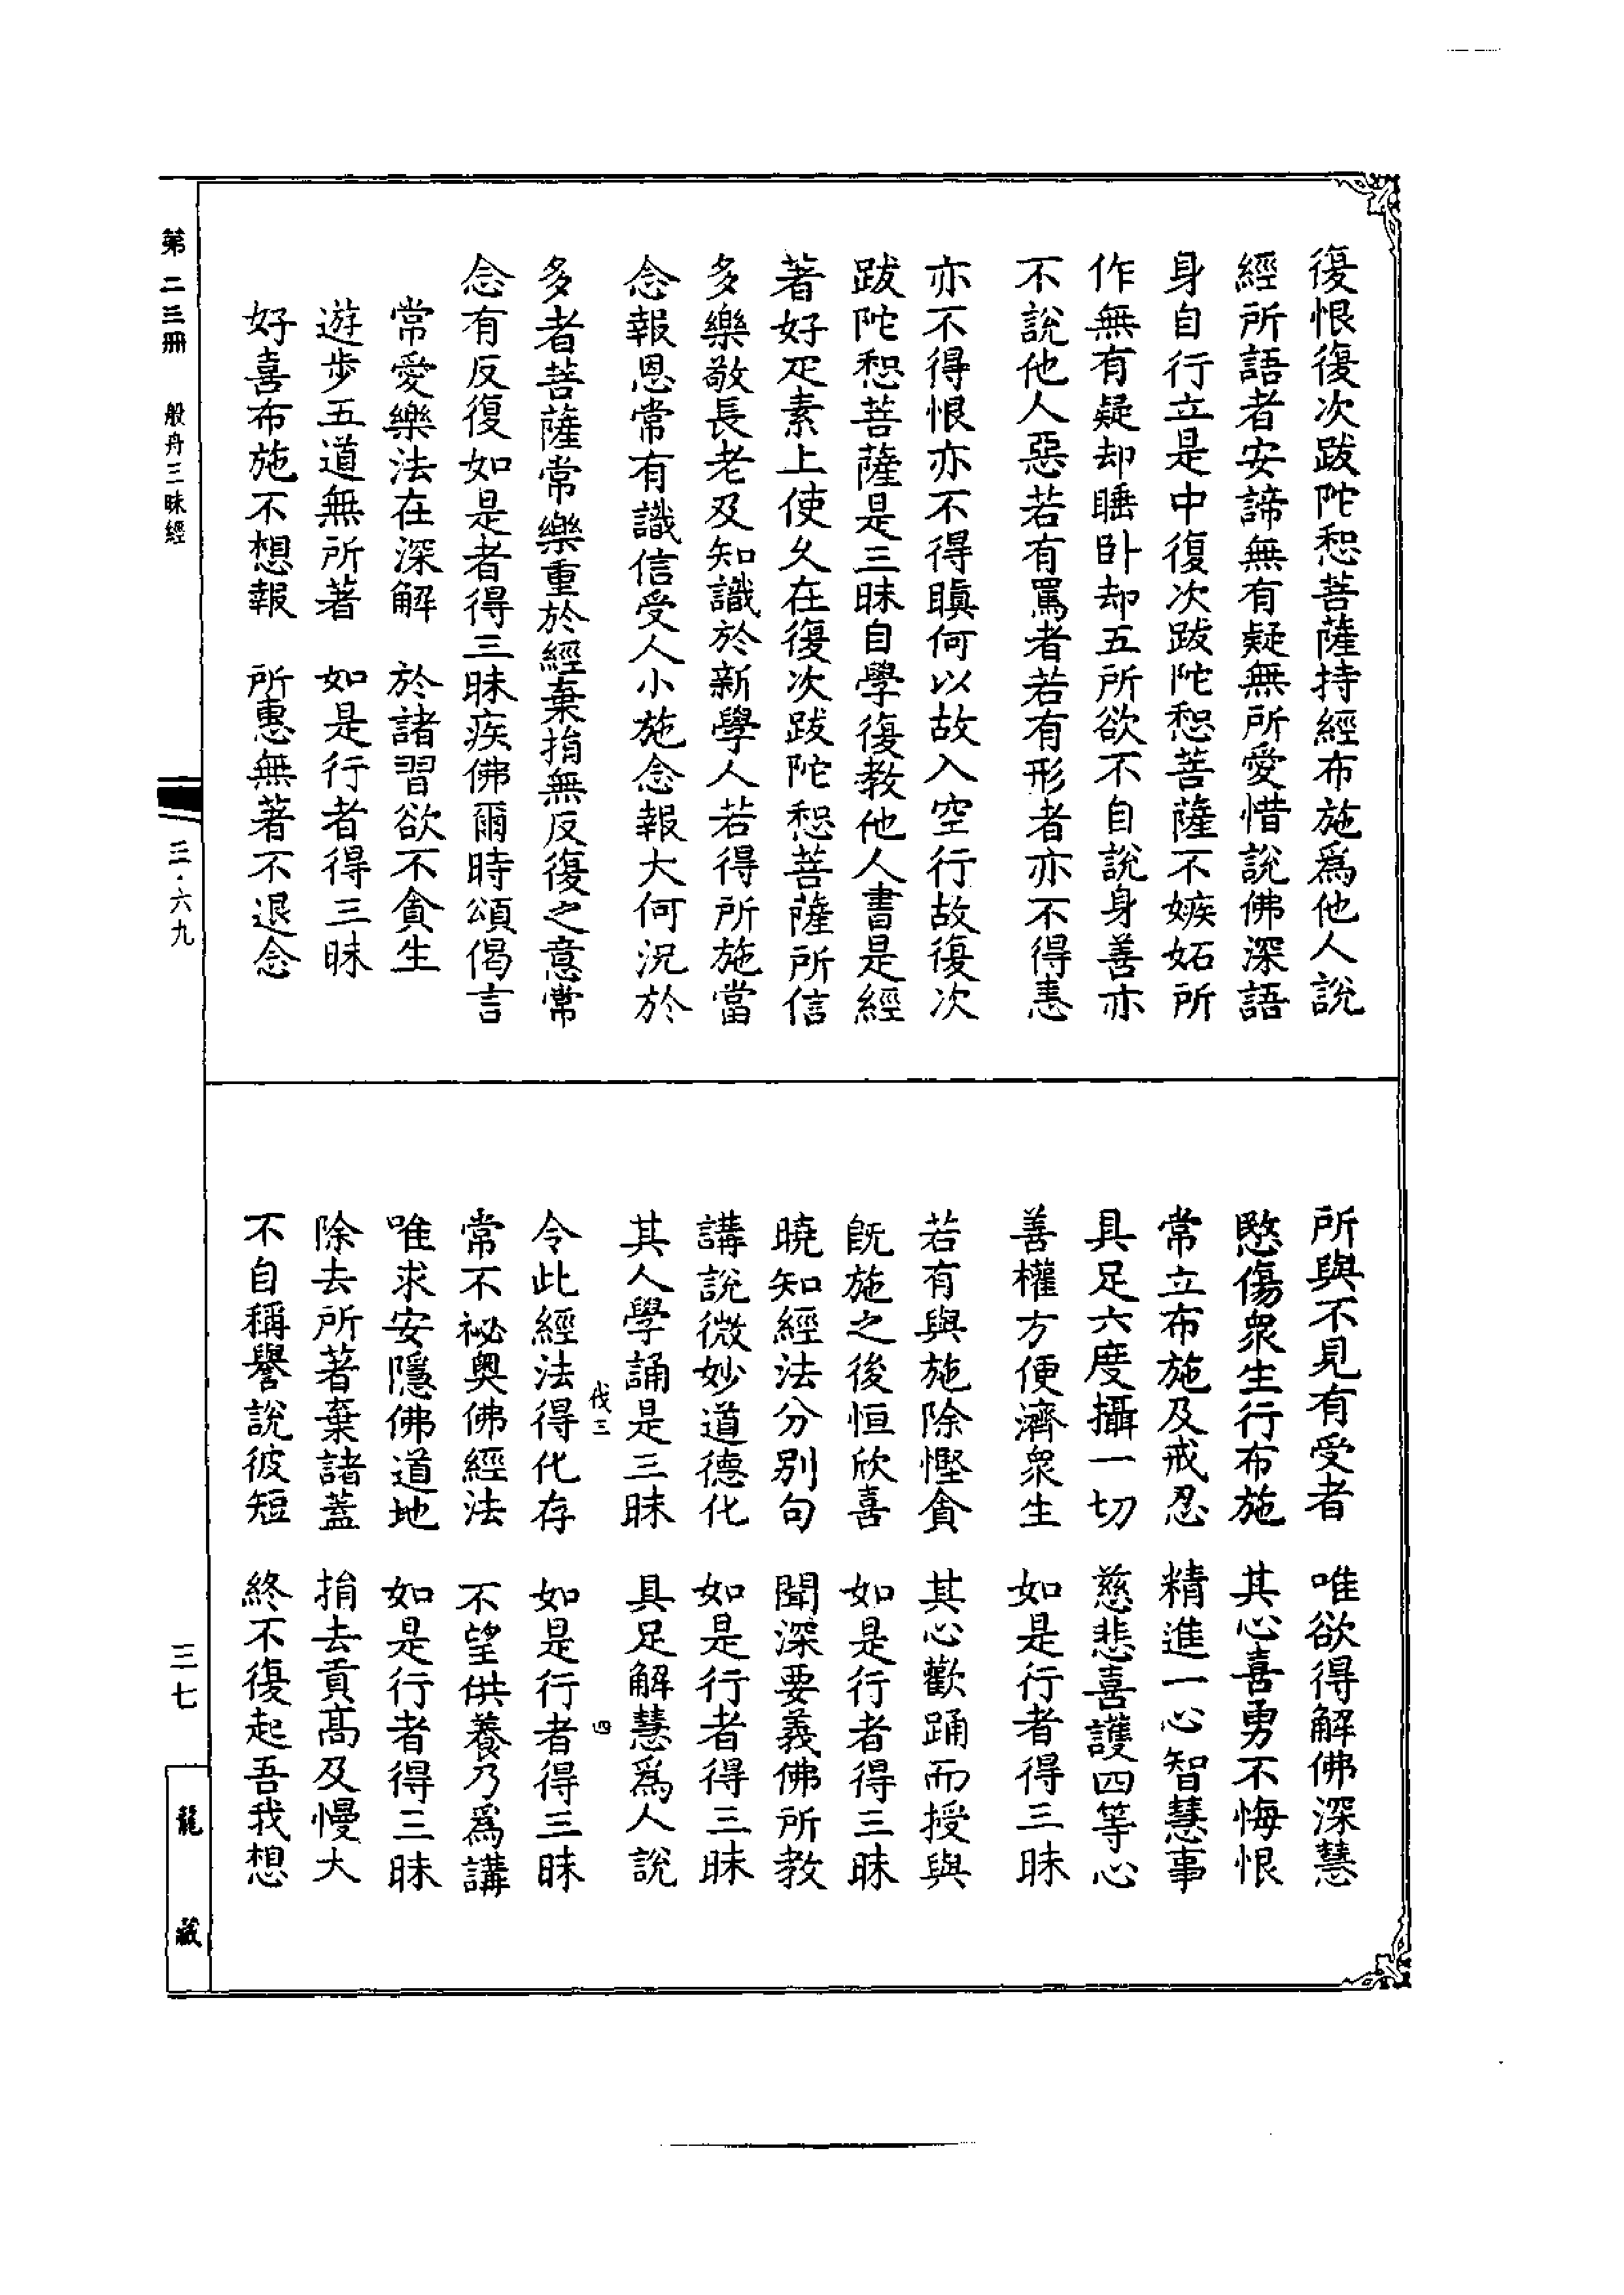 復恨復次跋陀惒菩薩持經布施爲他人說
經所語者安諦無有疑無所愛惜說佛深語
身自行立是中復次跋陀惒菩薩不嫉妬所
作無有疑却睡卧却五所欲不自說身善亦
不說他人惡若有罵者若有形者亦不得恚
亦不得恨亦不得瞋何以故入空行故復次
跋陀惒菩薩是三昧自學復教他人書是經
著好疋素上使久在復次跋陀惒菩薩所信
多樂敬長老及知識於新學人若得所施當
念報恩常有識信受人小施念報大何況於
多者菩薩常樂重於經棄捐無反復之意常
念有反復如是者得三昧疾佛爾時頌偈言
常愛樂法在深解　於諸習欲不貪生
遊步五道無所著　如是行者得三昧
好喜布施不想報　所惠無著不退念
所與不見有受者　唯欲得解佛深慧
愍傷衆生行布施　其心喜勇不悔恨
常立布施及戒忍　精進一心智慧事
具足六度攝一切　慈悲喜護四等心
善權方便濟衆生　如是行者得三昧
若有與施除慳貪　其心歡踊而授與
旣施之後恒欣喜　如是行者得三昧
曉知經法分別句　聞深要義佛所教
講說微妙道德化　如是行者得三昧
其人學誦是三昧　具足解慧爲人說
伐三　四
令此經法得化存　如是行者得三昧
常不祕奧佛經法　不望供養乃爲講
唯求安隱佛道地　如是行者得三昧
除去所著棄諸蓋　捐去貢高及慢大
不自稱譽說彼短　終不復起吾我想
第二三冊　般舟三昧經
三·六九
三七
龍藏